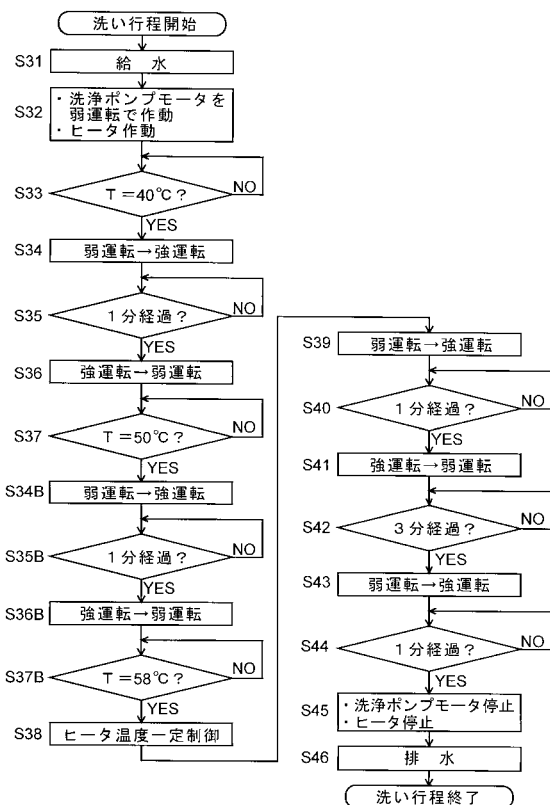 洗い行程開始
S31
給水
S32
・洗浄ポンプモータを
弱運転で作動
・ヒータ作動
S33
T=40℃?
NO
YES
S34
弱運転→強運転
S35
1分経過?
NO
YES
S36
強運転→弱運転
S37
T=50℃?
NO
YES
S34B
弱運転→強運転
S35B
1分経過?
NO
YES
S36B
強運転→弱運転
S37B
T=58℃?
NO
YES
S38
ヒータ温度一定制御
S39
弱運転→強運転
S40
1分経過?
NO
YES
S41
強運転→弱運転
S42
3分経過?
NO
YES
S43
弱運転→強運転
S44
1分経過?
NO
YES
S45
・洗浄ポンプモータ停止
・ヒータ停止
S46
排水
洗い行程終了